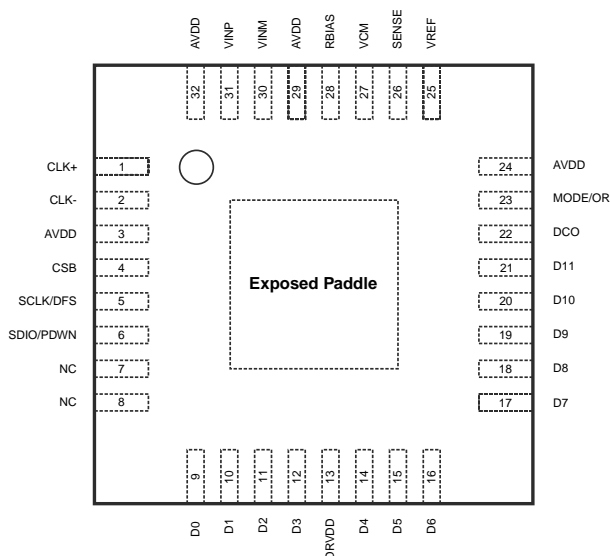 AVDD
VINP
VINM
AVDD
RBIAS
VCM
SENSE
VREF
32
31
30
29
28
27
26
25
CLK+ 1
CLK- 2
AVDD 3
CSB 4
SCLK/DFS 5
SDIO/PDWN 6
NC 7
NC 8
Exposed Paddle
24 AVDD
23 MODE/OR
22 DCO
21 D11
20 D10
19 D9
18 D8
17 D7
9
10
11
12
13
14
15
16
D0
D1
D2
D3
DRVDD
D4
D5
D6